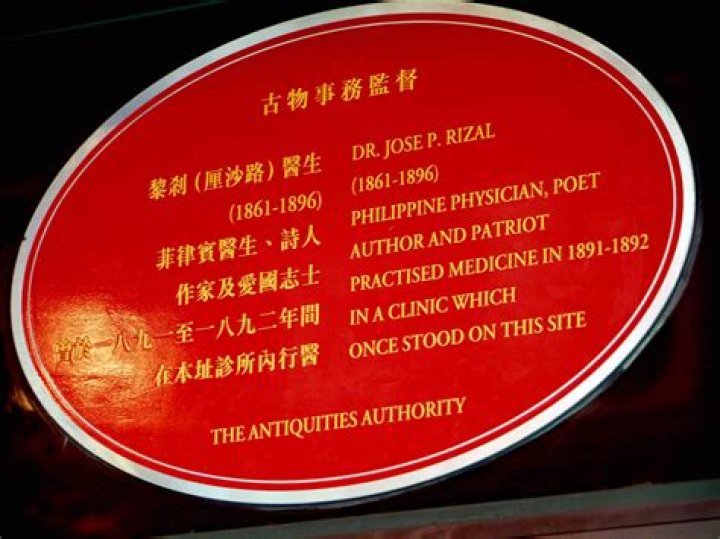 古物事務監督
黎剎(厘沙路)醫生
(1861-1896)
菲律賓醫生、詩人
作家及愛國志士
曾於一八九一至一八九二年間
在本址診所內行醫
DR. JOSE P. RIZAL
(1861-1896)
PHILIPPINE PHYSICIAN, POET
AUTHOR AND PATRIOT
PRACTISED MEDICINE IN 1891-1892
IN A CLINIC WHICH
ONCE STOOD ON THIS SITE
THE ANTIQUITIES AUTHORITY